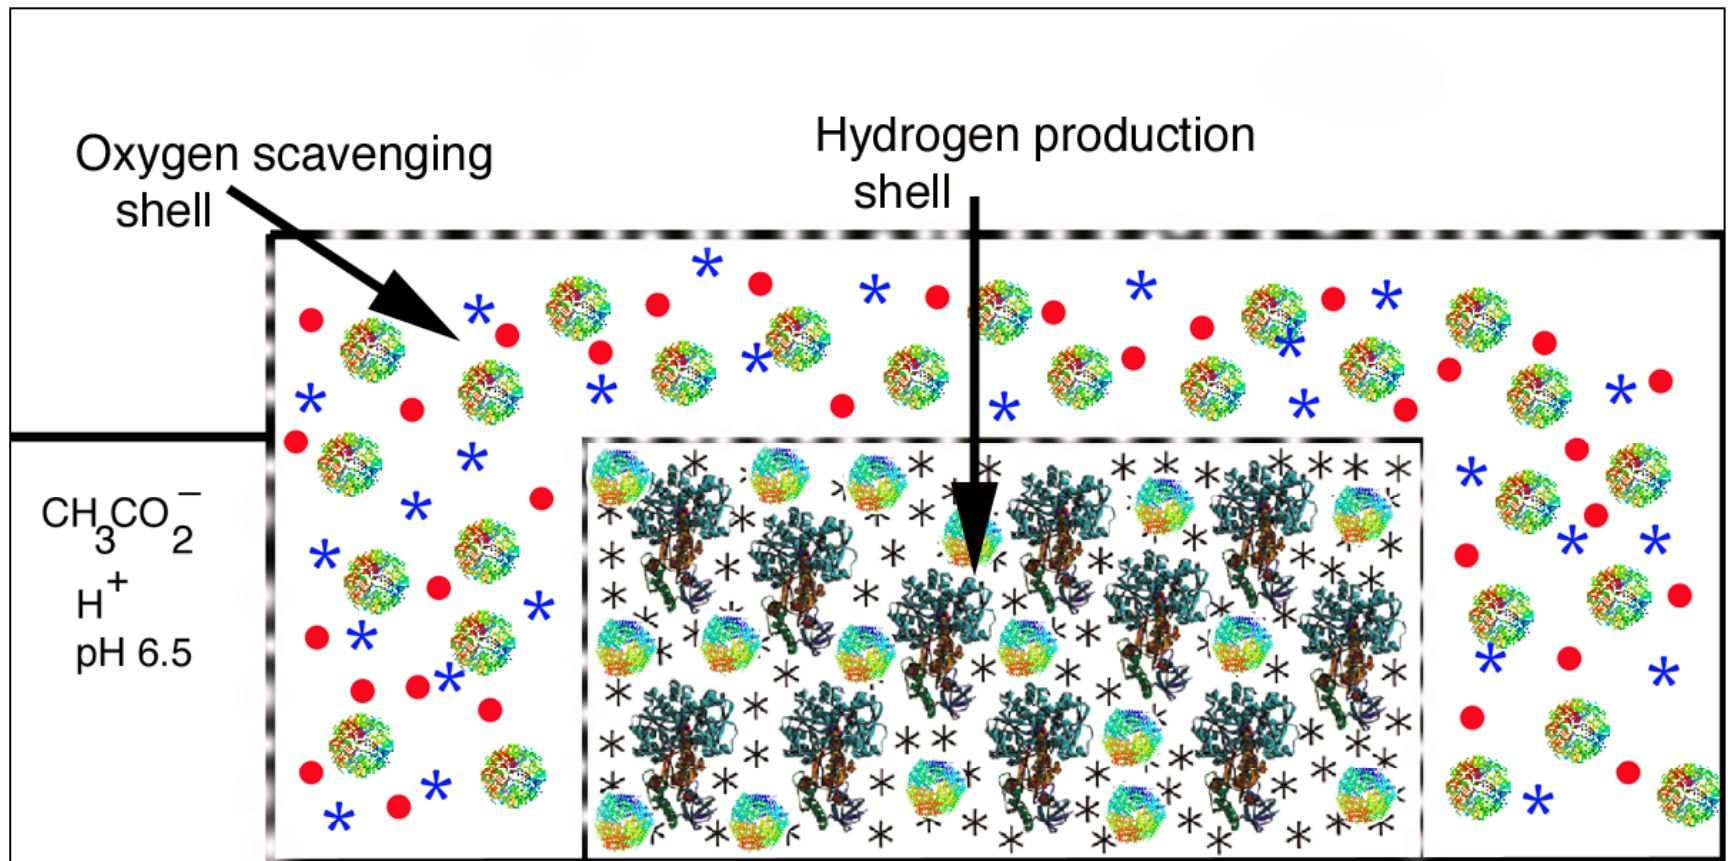 Oxygen scavenging
shell
Hydrogen production
shell
CH₃CO₂⁻
H⁺
pH 6.5